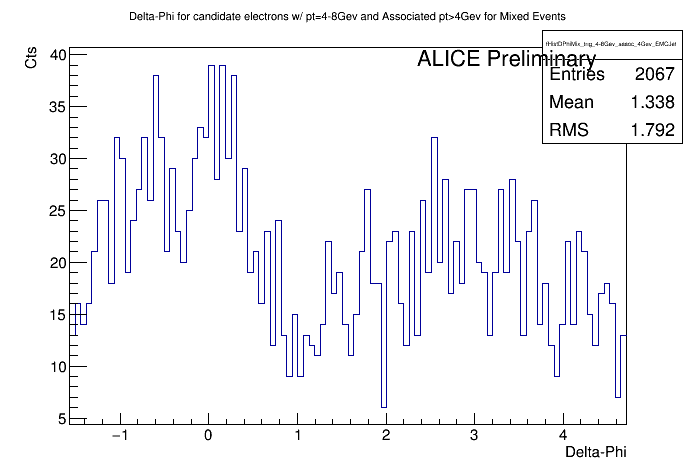 Delta-Phi for candidate electrons w/ pt=4-8Gev and Associated pt>4Gev for Mixed Events
Cts
ALICE Preliminary
fHistDPhiMix_trig_4-8Gev_assoc_4Gev_EMCJet
Entries 2067
Mean 1.338
RMS 1.792
40
35
30
25
20
15
10
5
−1 0 1 2 3 4
Delta-Phi